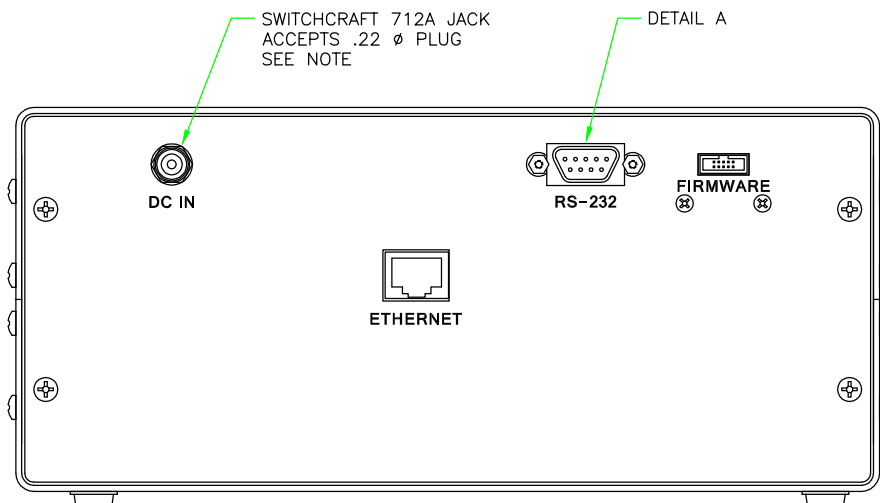 SWITCHCRAFT 712A JACK
ACCEPTS .22 ø PLUG
SEE NOTE
DETAIL A
DC IN
RS-232
FIRMWARE
ETHERNET